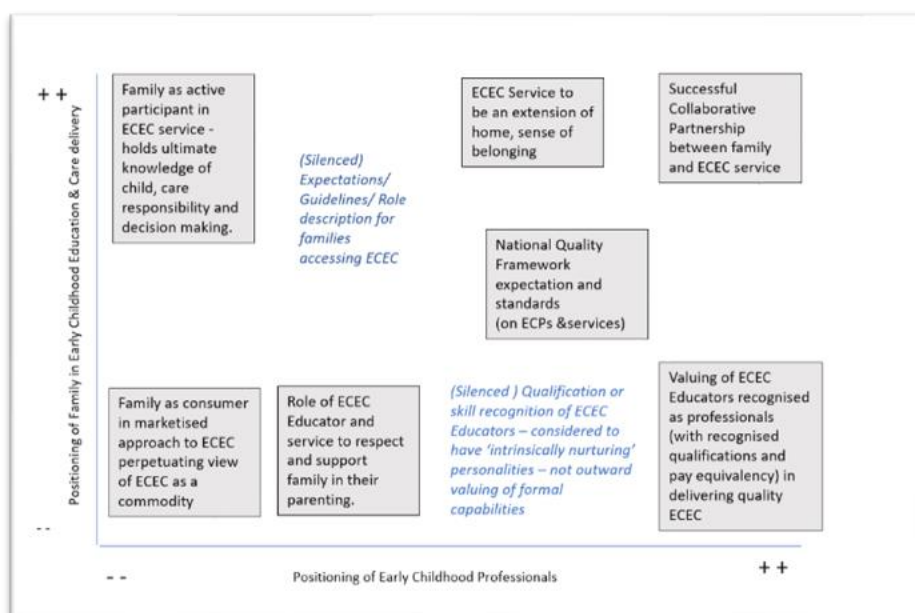 + +
Positioning of Family in Early Childhood Education & Care delivery
- -
Family as active
participant in
ECEC service -
holds ultimate
knowledge of
child, care
responsibility and
decision making.
(Silenced)
Expectations/
Guidelines/ Role
description for
families
accessing ECEC
ECEC Service to
be an extension of
home, sense of
belonging
Successful
Collaborative
Partnership
between family
and ECEC service
National Quality
Framework
expectation and
standards
(on ECPs &services)
Family as consumer
in marketised
approach to ECEC
perpetuating view
of ECEC as a
commodity
Role of ECEC
Educator and
service to respect
and support
family in their
parenting.
(Silenced ) Qualification or
skill recognition of ECEC
Educators – considered to
have ‘intrinsically nurturing’
personalities – not outward
valuing of formal
capabilities
Valuing of ECEC
Educators recognised
as professionals
(with recognised
qualifications and
pay equivalency) in
delivering quality
ECEC
- -
Positioning of Early Childhood Professionals
+ +